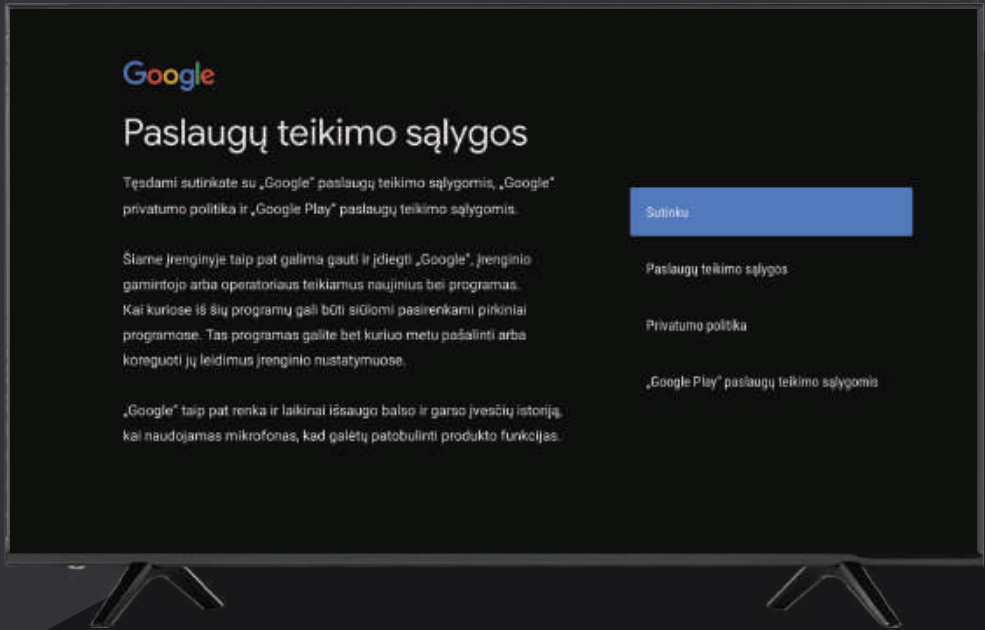 Google
Paslaugų teikimo sąlygos
Tęsdami sutinkate su „Google“ paslaugų teikimo sąlygomis, „Google“
privatumo politika ir „Google Play“ paslaugų teikimo sąlygomis.
Šiame įrenginyje taip pat galima gauti ir įdiegti „Google“, įrenginio
gamintojo arba operatoriaus teikiamus naujinius bei programas.
Kai kuriose iš šių programų gali būti siūlomi pasirenkami pirkiniai
programose. Tas programas galite bet kuriuo metu pašalinti arba
koreguoti jų leidimus įrenginio nustatymuose.
„Google“ taip pat renka ir laikinai išsaugo balso ir garso įvesčių istoriją,
kai naudojamas mikrofonas, kad galėtų patobulinti produkto funkcijas.
Sutinku
Paslaugų teikimo sąlygos
Privatumo politika
„Google Play“ paslaugų teikimo sąlygomis